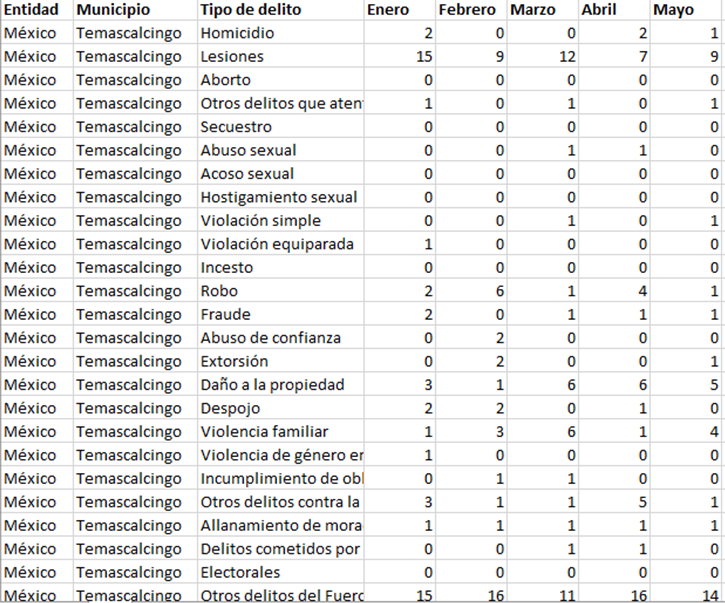 Entidad Municipio Tipo de delito Enero Febrero Marzo Abril Mayo
México Temascalcingo Homicidio 2 0 0 2 1
México Temascalcingo Lesiones 15 9 12 7 9
México Temascalcingo Aborto 0 0 0 0 0
México Temascalcingo Otros delitos que aten 1 0 1 0 1
México Temascalcingo Secuestro 0 0 0 0 0
México Temascalcingo Abuso sexual 0 0 1 1 0
México Temascalcingo Acoso sexual 0 0 0 0 0
México Temascalcingo Hostigamiento sexual 0 0 0 0 0
México Temascalcingo Violación simple 0 0 1 0 1
México Temascalcingo Violación equiparada 1 0 0 0 0
México Temascalcingo Incesto 0 0 0 0 0
México Temascalcingo Robo 2 6 1 4 1
México Temascalcingo Fraude 2 0 1 1 1
México Temascalcingo Abuso de confianza 0 2 0 0 0
México Temascalcingo Extorsión 0 2 0 0 1
México Temascalcingo Daño a la propiedad 3 1 6 6 5
México Temascalcingo Despojo 2 2 0 1 0
México Temascalcingo Violencia familiar 1 3 6 1 4
México Temascalcingo Violencia de género en 1 0 0 0 0
México Temascalcingo Incumplimiento de obl 0 1 1 0 0
México Temascalcingo Otros delitos contra la 3 1 1 5 1
México Temascalcingo Allanamiento de mora 1 1 1 1 1
México Temascalcingo Delitos cometidos por 0 0 1 1 0
México Temascalcingo Electorales 0 0 0 0 0
México Temascalcingo Otros delitos del Fuero 15 16 11 16 14